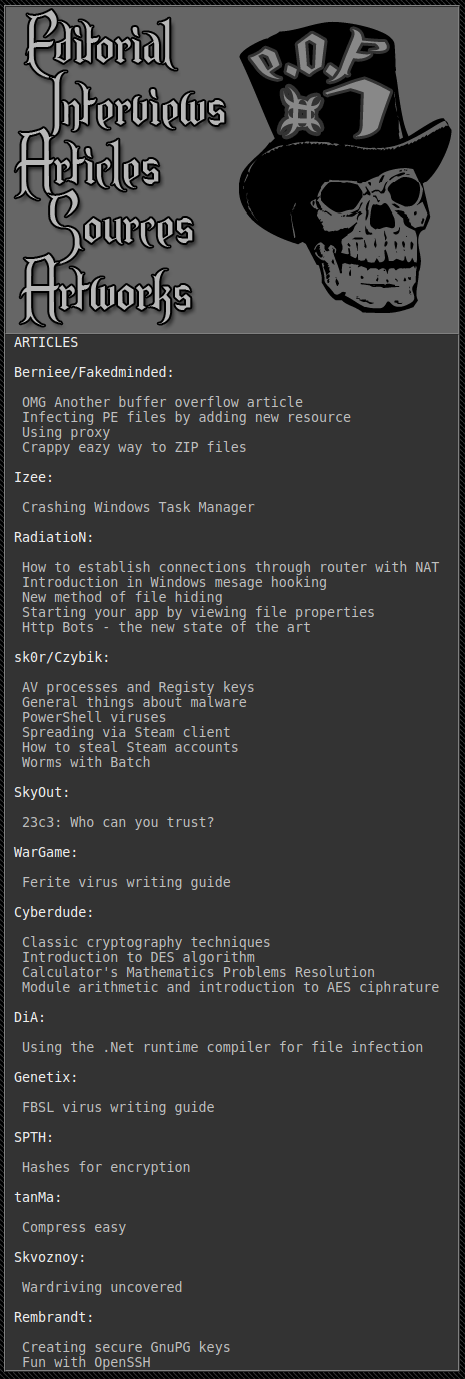 Editorial
Interviews
Articles
Sources
Artworks
e.O.F
#7
ARTICLES
Berniee/Fakedminded:
OMG Another buffer overflow article
Infecting PE files by adding new resource
Using proxy
Crappy eazy way to ZIP files
Izee:
Crashing Windows Task Manager
RadiatioN:
How to establish connections through router with NAT
Introduction in Windows mesage hooking
New method of file hiding
Starting your app by viewing file properties
Http Bots - the new state of the art
sk0r/Czybik:
AV processes and Registy keys
General things about malware
PowerShell viruses
Spreading via Steam client
How to steal Steam accounts
Worms with Batch
SkyOut:
23c3: Who can you trust?
WarGame:
Ferite virus writing guide
Cyberdude:
Classic cryptography techniques
Introduction to DES algorithm
Calculator's Mathematics Problems Resolution
Module arithmetic and introduction to AES ciphrature
DiA:
Using the .Net runtime compiler for file infection
Genetix:
FBSL virus writing guide
SPTH:
Hashes for encryption
tanMa:
Compress easy
Skvoznoy:
Wardriving uncovered
Rembrandt:
Creating secure GnuPG keys
Fun with OpenSSH